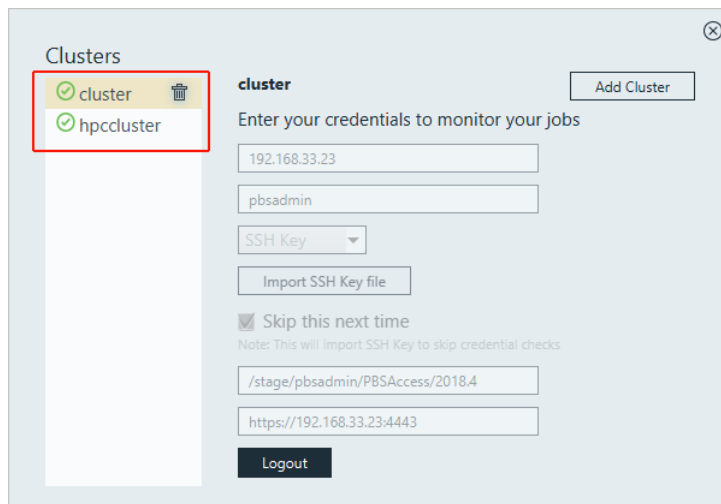 Clusters
cluster
hpccluster
cluster
Add Cluster
Enter your credentials to monitor your jobs
192.168.33.23
pbsadmin
SSH Key
Import SSH Key file
Skip this next time
Note: This will import SSH Key to skip credential checks
/stage/pbsadmin/PBSAccess/2018.4
https://192.168.33.23:4443
Logout